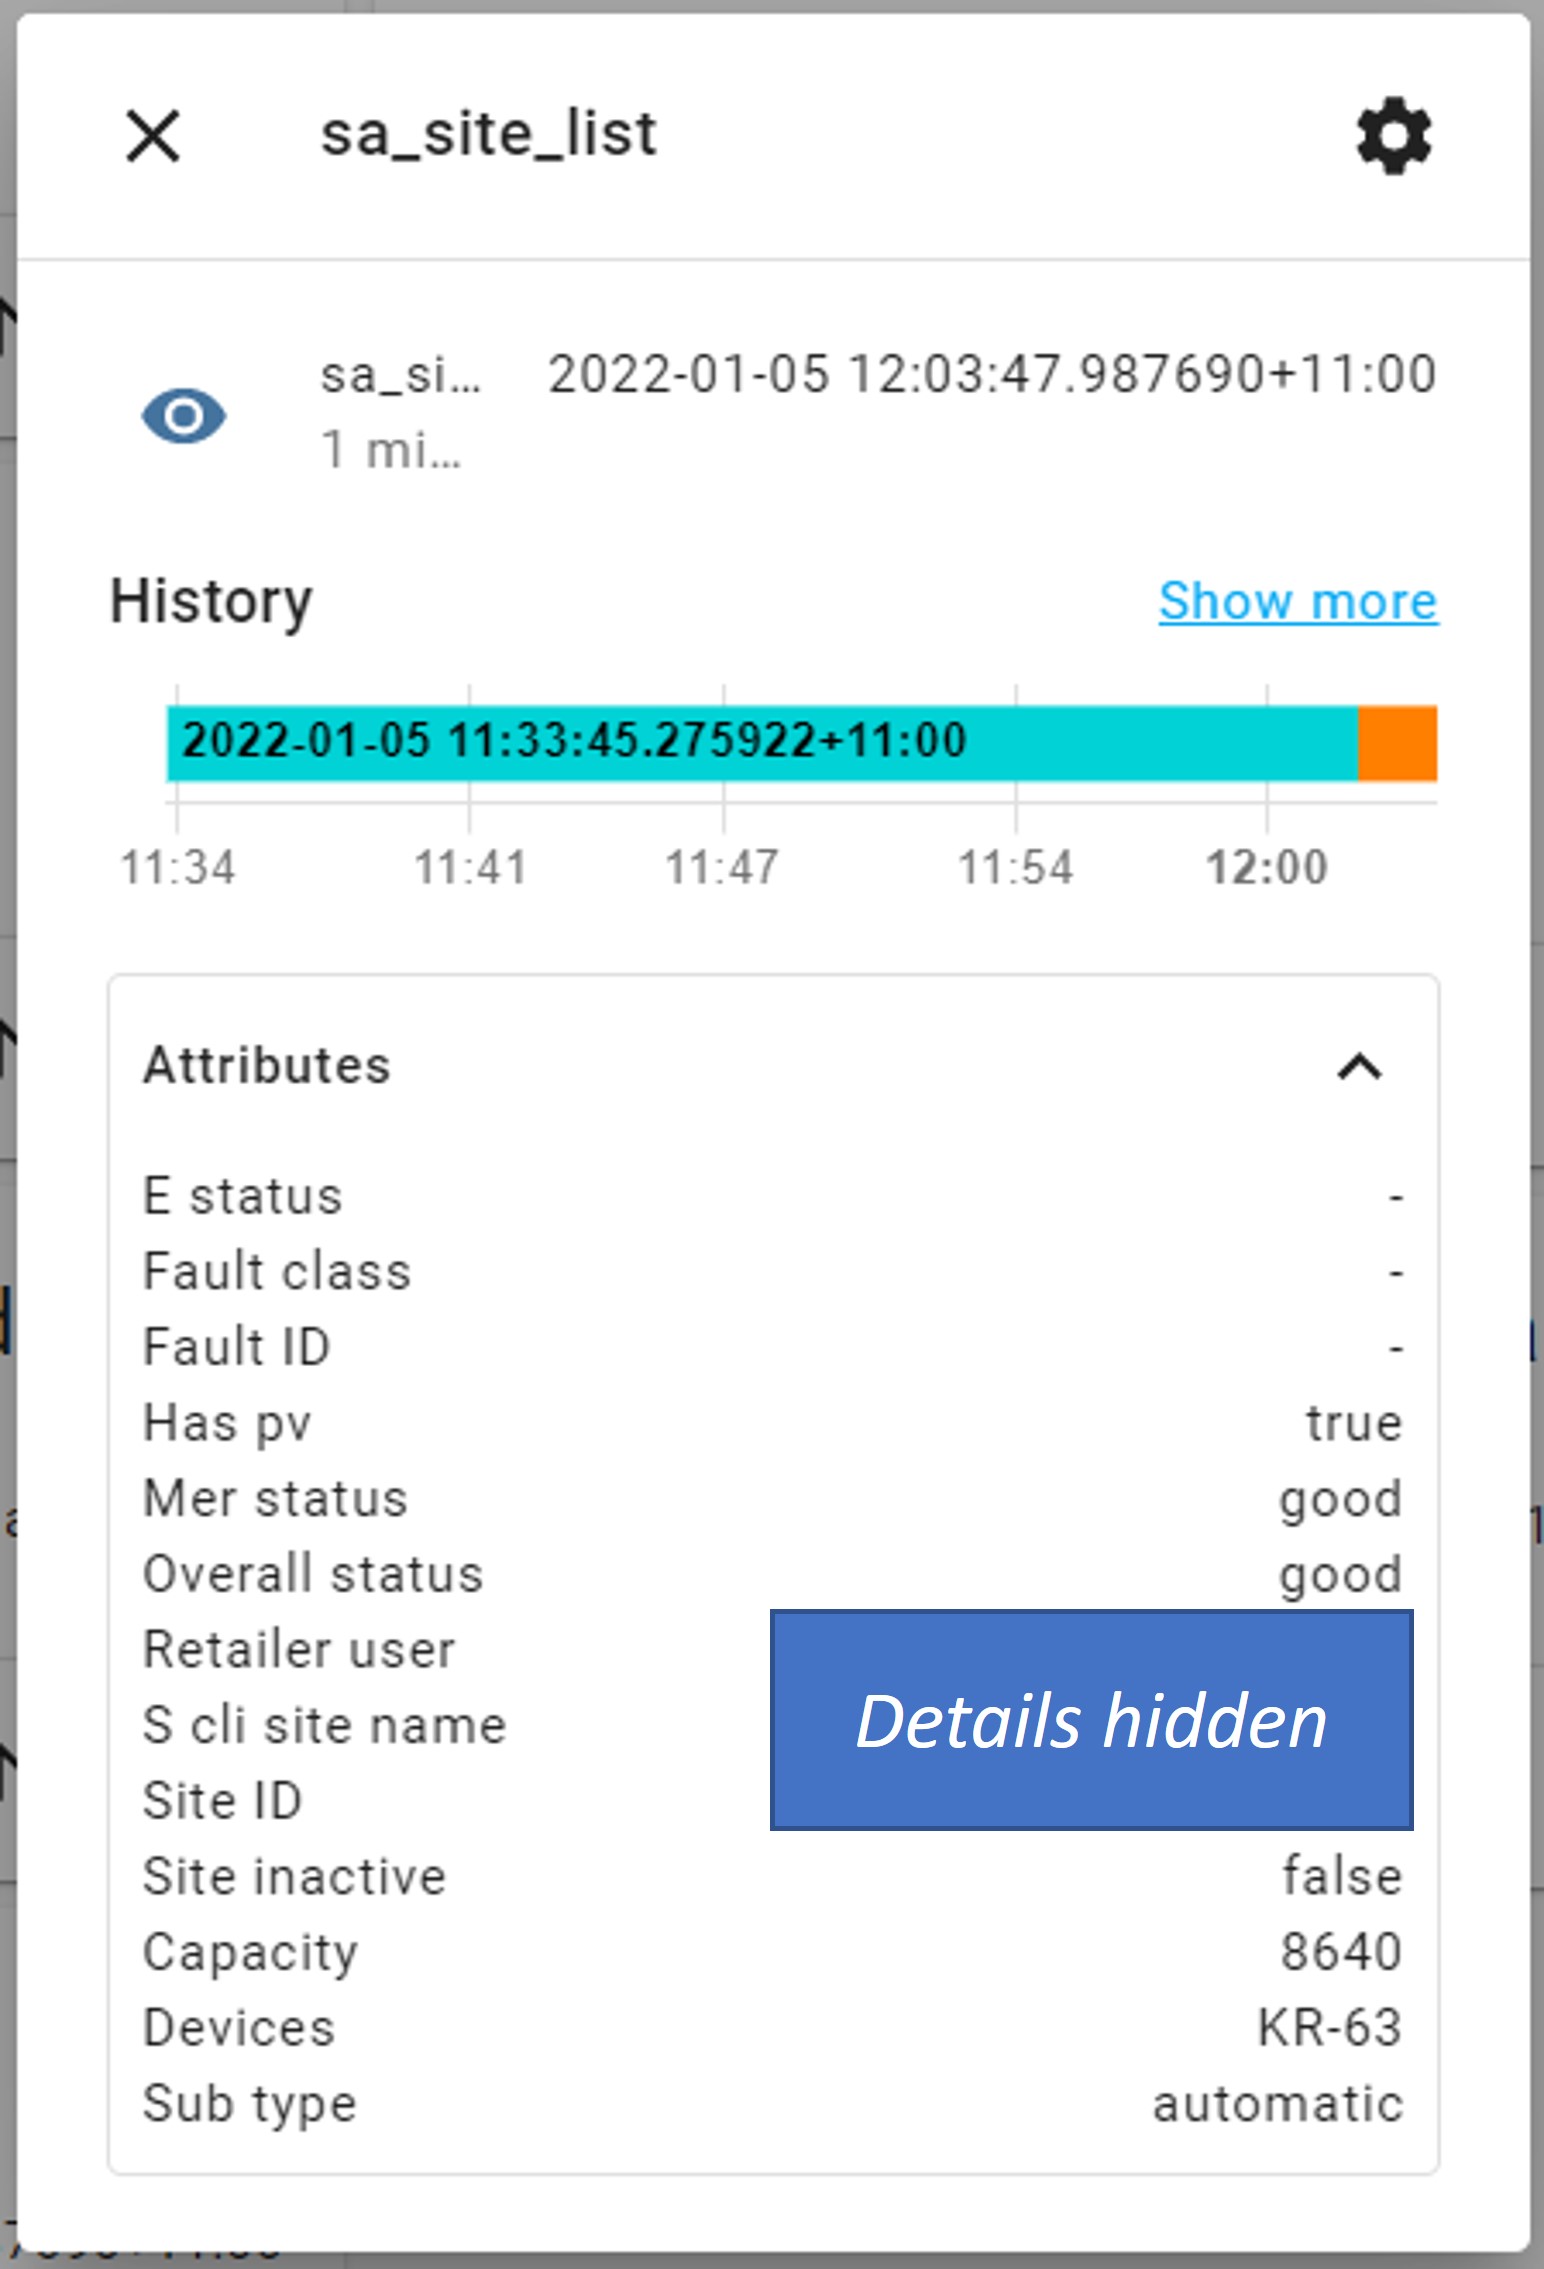 sa_site_list
sa_si... 2022-01-05 12:03:47.987690+11:00
1 mi...
History Show more
2022-01-05 11:33:45.275922+11:00
11:34 11:41 11:47 11:54 12:00
Attributes
E status -
Fault class -
Fault ID -
Has pv true
Mer status good
Overall status good
Retailer user
S cli site name Details hidden
Site ID
Site inactive false
Capacity 8640
Devices KR-63
Sub type automatic